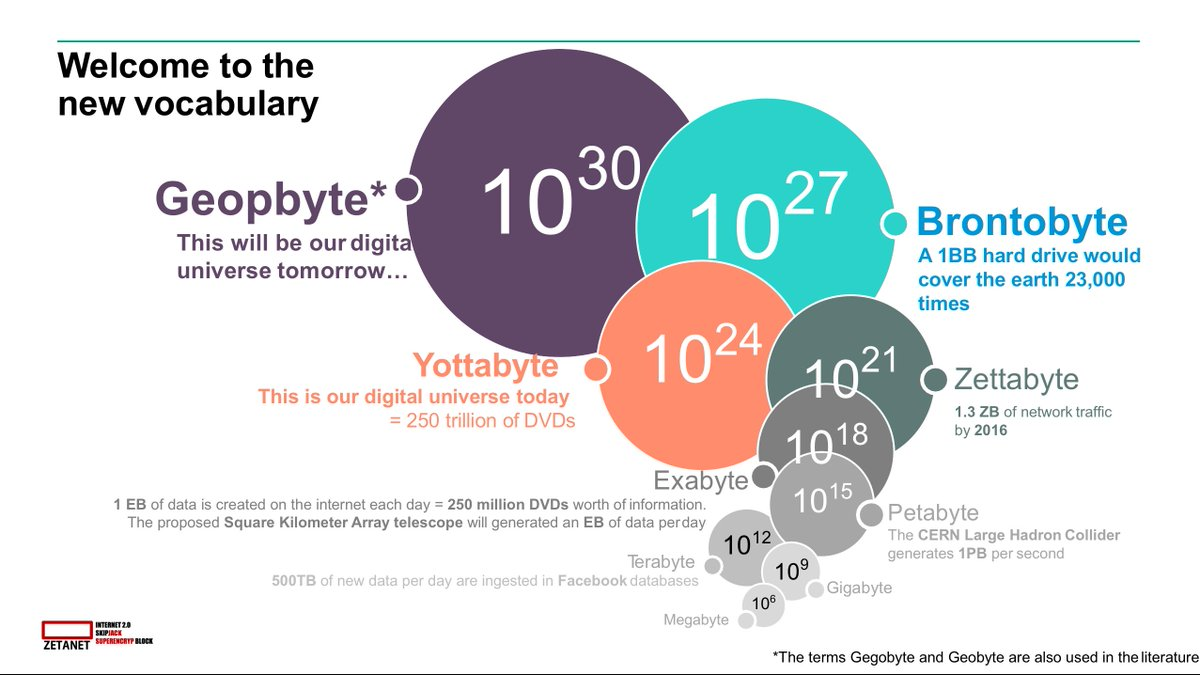 Welcome to the
new vocabulary
10^30
Geopbyte*
This will be our digita
universe tomorrow…
10^27
Brontobyte
A 1BB hard drive would
cover the earth 23,000
times
10^24
Yottabyte
This is our digital universe today
= 250 trillion of DVDs
10^21
Zettabyte
1.3 ZB of network traffic
by 2016
10^18
Exabyte
1 EB of data is created on the internet each day = 250 million DVDs worth of information.
The proposed Square Kilometer Array telescope will generated an EB of data per day
10^15
Petabyte
The CERN Large Hadron Collider
generates 1PB per second
10^12
Terabyte
500TB of new data per day are ingested in Facebook databases
10^9
Gigabyte
10^6
Megabyte
ZETANET
INTERNET 2.0
SKIPJACK
SUPERENCRYP BLOCK
*The terms Gegobyte and Geobyte are also used in the literature